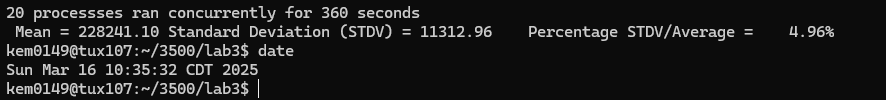 20 processses ran concurrently for 360 seconds
 Mean = 228241.10 Standard Deviation (STDV) = 11312.96    Percentage STDV/Average =    4.96%
kem0149@tux107:~/3500/lab3$ date
Sun Mar 16 10:35:32 CDT 2025
kem0149@tux107:~/3500/lab3$